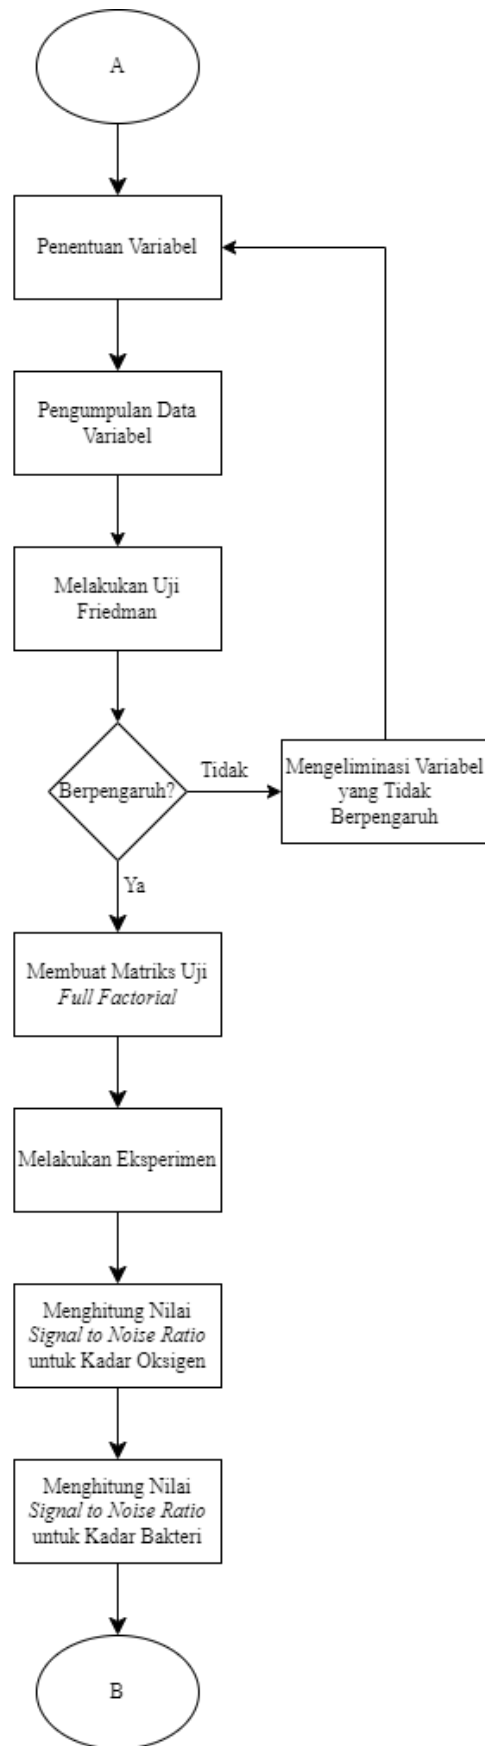 A
Penentuan Variabel
Pengumpulan Data
Variabel
Melakukan Uji
Friedman
Berpengaruh?
Tidak
Mengeliminasi Variabel
yang Tidak
Berpengaruh
Ya
Membuat Matriks Uji
Full Factorial
Melakukan Eksperimen
Menghitung Nilai
Signal to Noise Ratio
untuk Kadar Oksigen
Menghitung Nilai
Signal to Noise Ratio
untuk Kadar Bakteri
B